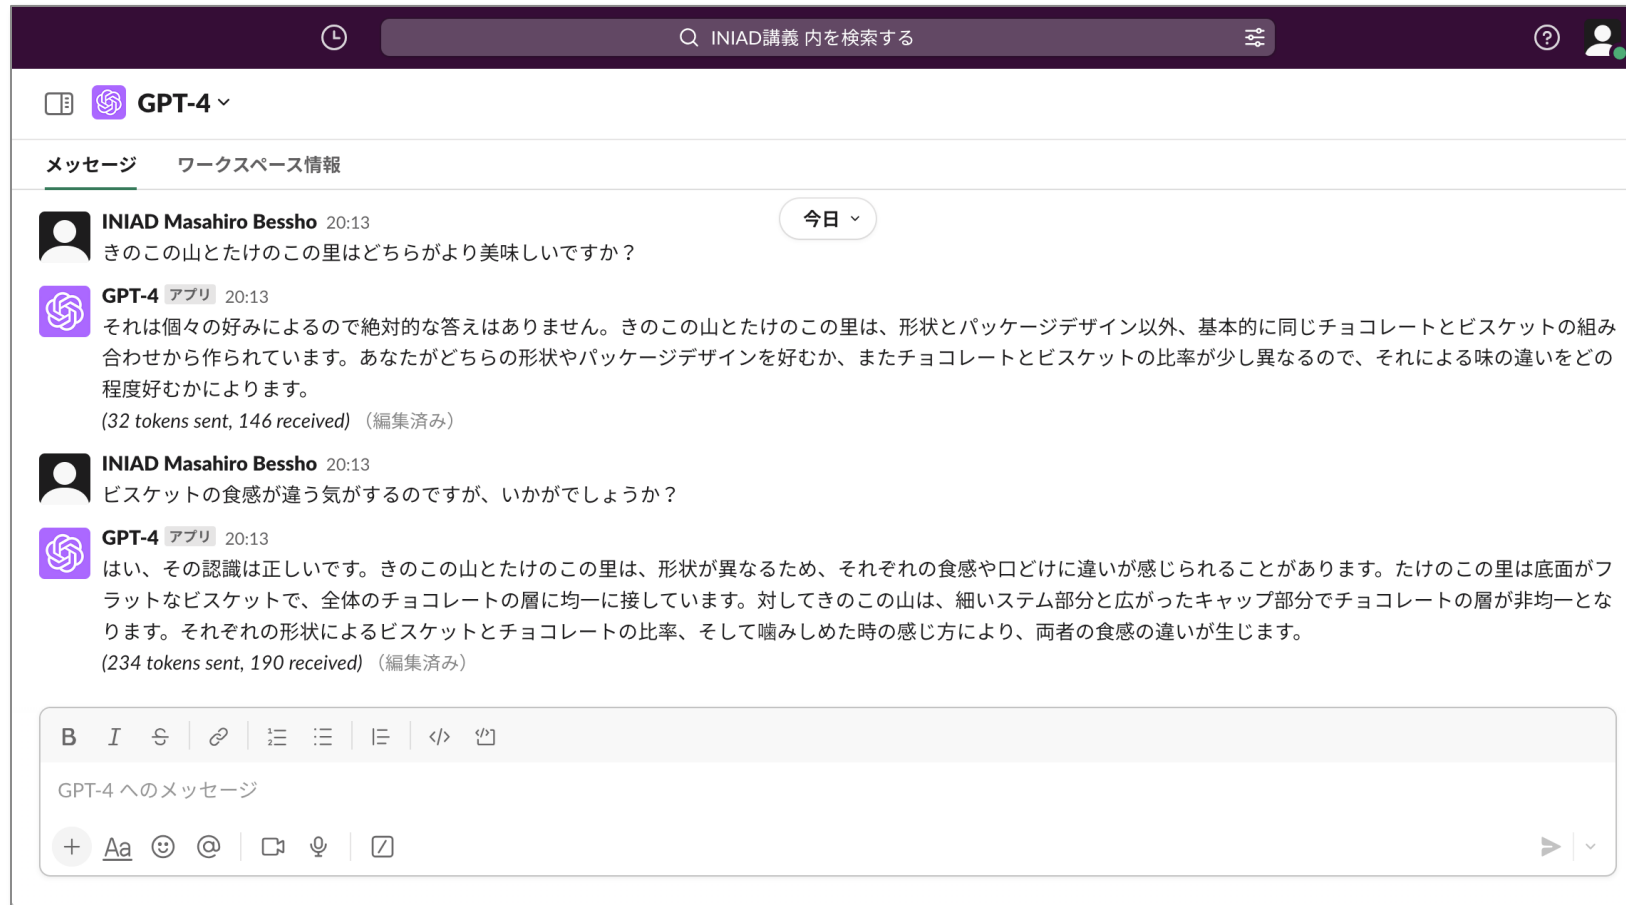 INIAD講義 内を検索する
GPT-4
メッセージ
ワークスペース情報
今日
INIAD Masahiro Bessho 20:13
きのこの山とたけのこの里はどちらがより美味しいですか？
GPT-4 アプリ 20:13
それは個々の好みによるので絶対的な答えはありません。きのこの山とたけのこの里は、形状とパッケージデザイン以外、基本的に同じチョコレートとビスケットの組み
合わせから作られています。あなたがどちらの形状やパッケージデザインを好むか、またチョコレートとビスケットの比率が少し異なるので、それによる味の違いをどの
程度好むかによります。
(32 tokens sent, 146 received) （編集済み）
INIAD Masahiro Bessho 20:13
ビスケットの食感が違う気がするのですが、いかがでしょうか？
GPT-4 アプリ 20:13
はい、その認識は正しいです。きのこの山とたけのこの里は、形状が異なるため、それぞれの食感や口どけに違いが感じられることがあります。たけのこの里は底面がフ
ラットなビスケットで、全体のチョコレートの層に均一に接しています。対してきのこの山は、細いステム部分と広がったキャップ部分でチョコレートの層が非均一とな
ります。それぞれの形状によるビスケットとチョコレートの比率、そして噛みしめた時の感じ方により、両者の食感の違いが生じます。
(234 tokens sent, 190 received) （編集済み）
B I S
GPT-4 へのメッセージ
Aa